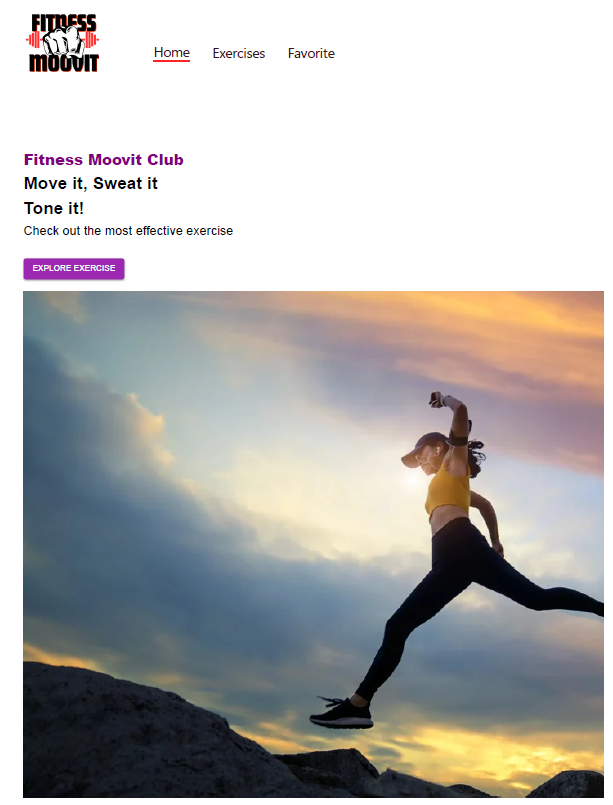 FITNESS
MOOVIT
Home Exercises Favorite
Fitness Moovit Club
Move it, Sweat it
Tone it!
Check out the most effective exercise
EXPLORE EXERCISE